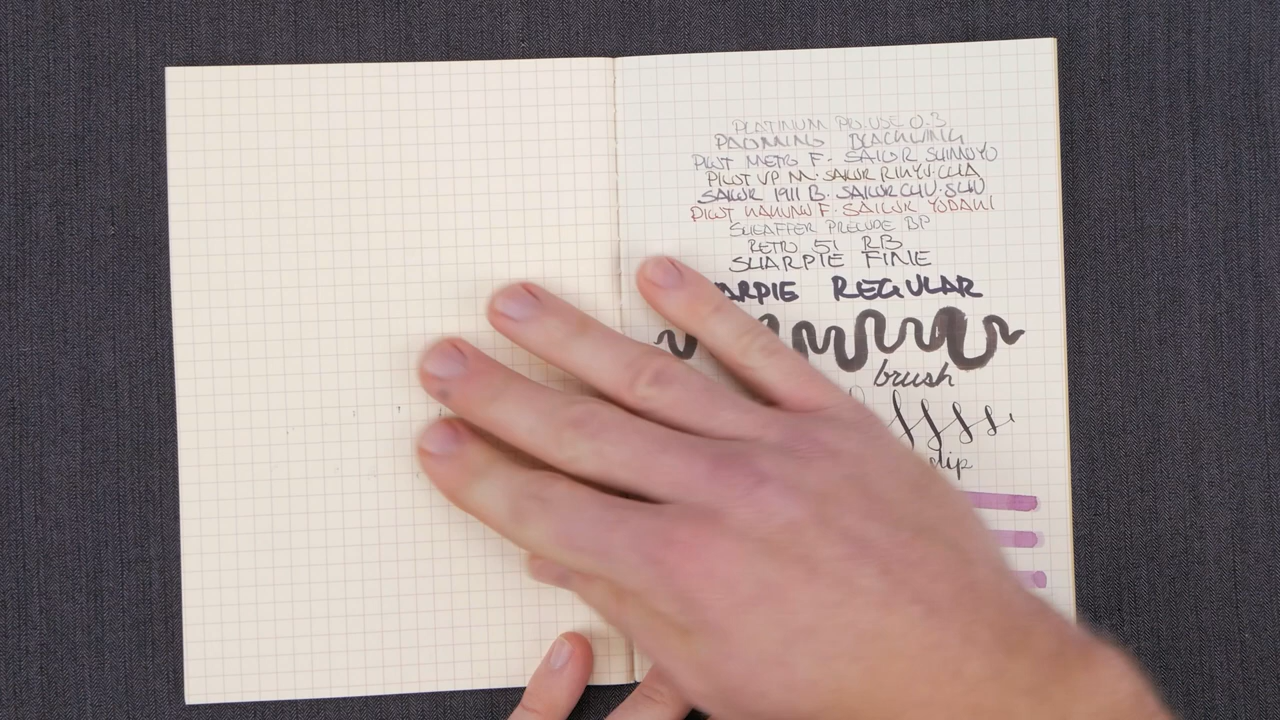 PLATINUM PRO.USE 0.3
PALOMINO BLACKWING
PILOT METRO F. SAILOR SHIMOYO
PILOT VP M. SAILOR RIKYU.CHA
SAILOR 1911 B. SAILOR CHU.SHU
PILOT KAKUNO F. SAILOR YODAKI
SHEAFFER PRELUDE BP
RETRO 51 RB
SHARPIE FINE
ARPIE REGULAR
brush
dip